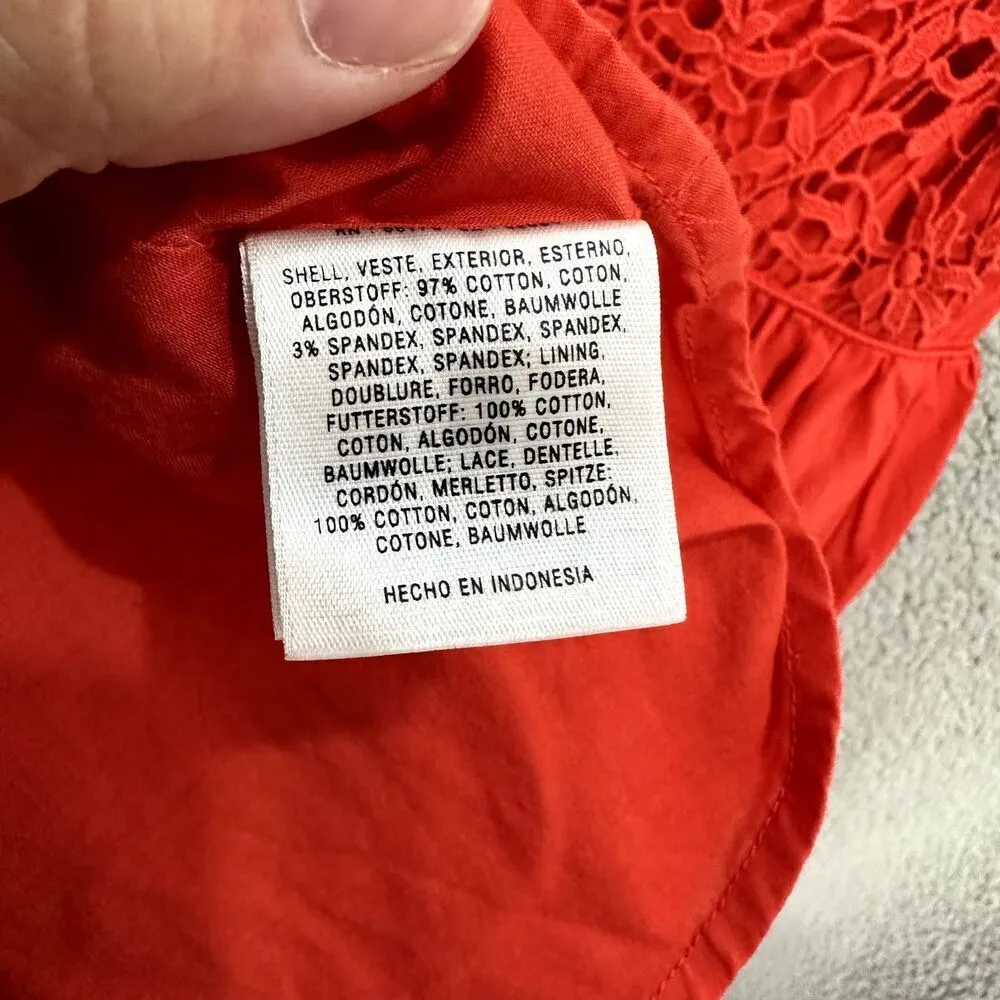 SHELL, VESTE, EXTERIOR, ESTERNO,
OBERSTOFF: 97% COTTON, COTON,
ALGODÓN, COTONE, BAUMWOLLE
3% SPANDEX, SPANDEX, SPANDEX,
SPANDEX, SPANDEX; LINING,
DOUBLURE, FORRO, FODERA,
FUTTERSTOFF: 100% COTTON,
COTON, ALGODÓN, COTONE,
BAUMWOLLE; LACE, DENTELLE,
CORDÓN, MERLETTO, SPITZE:
100% COTTON, COTON, ALGODÓN,
COTONE, BAUMWOLLE
HECHO EN INDONESIA